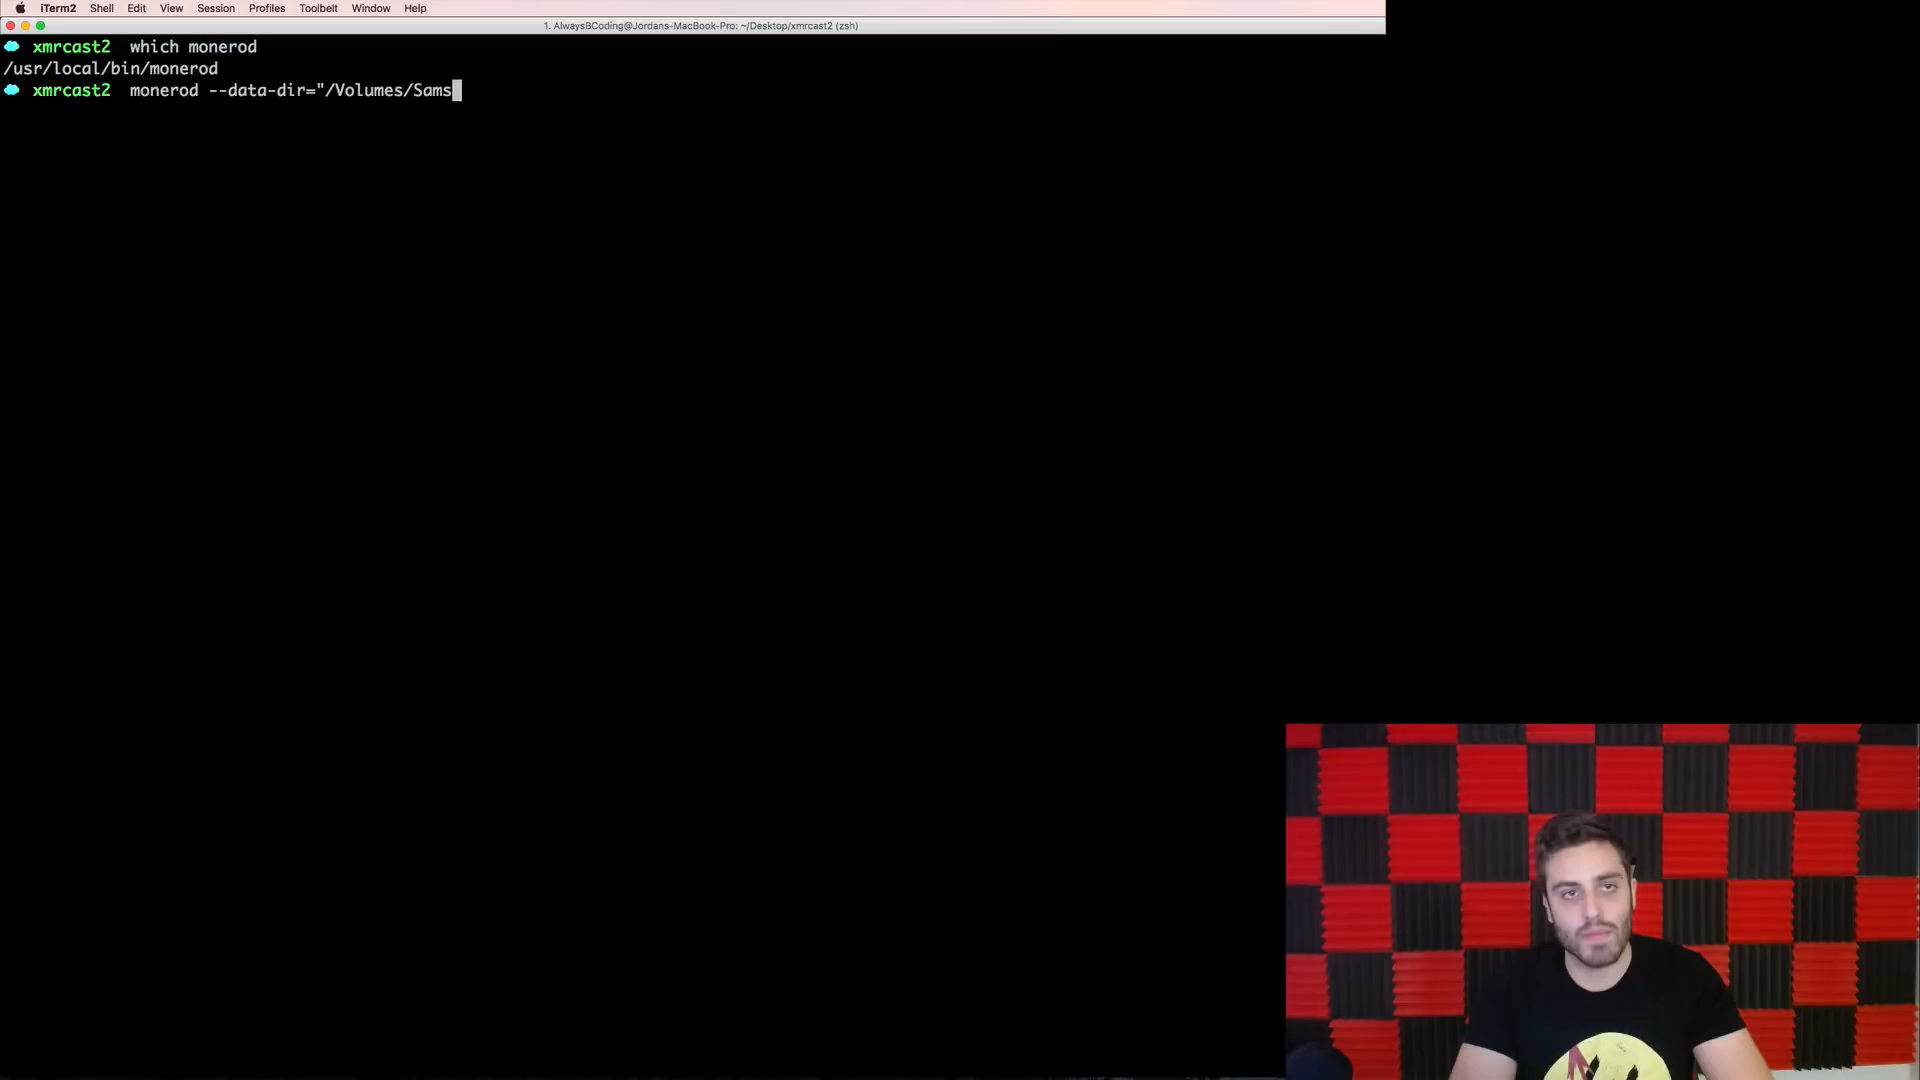 iTerm2 Shell Edit View Session Profiles Toolbelt Window Help
1. AlwaysBCoding@Jordans-MacBook-Pro: ~/Desktop/xmrcast2 (zsh)
xmrcast2 which monerod
/usr/local/bin/monerod
xmrcast2 monerod --data-dir="/Volumes/Sams